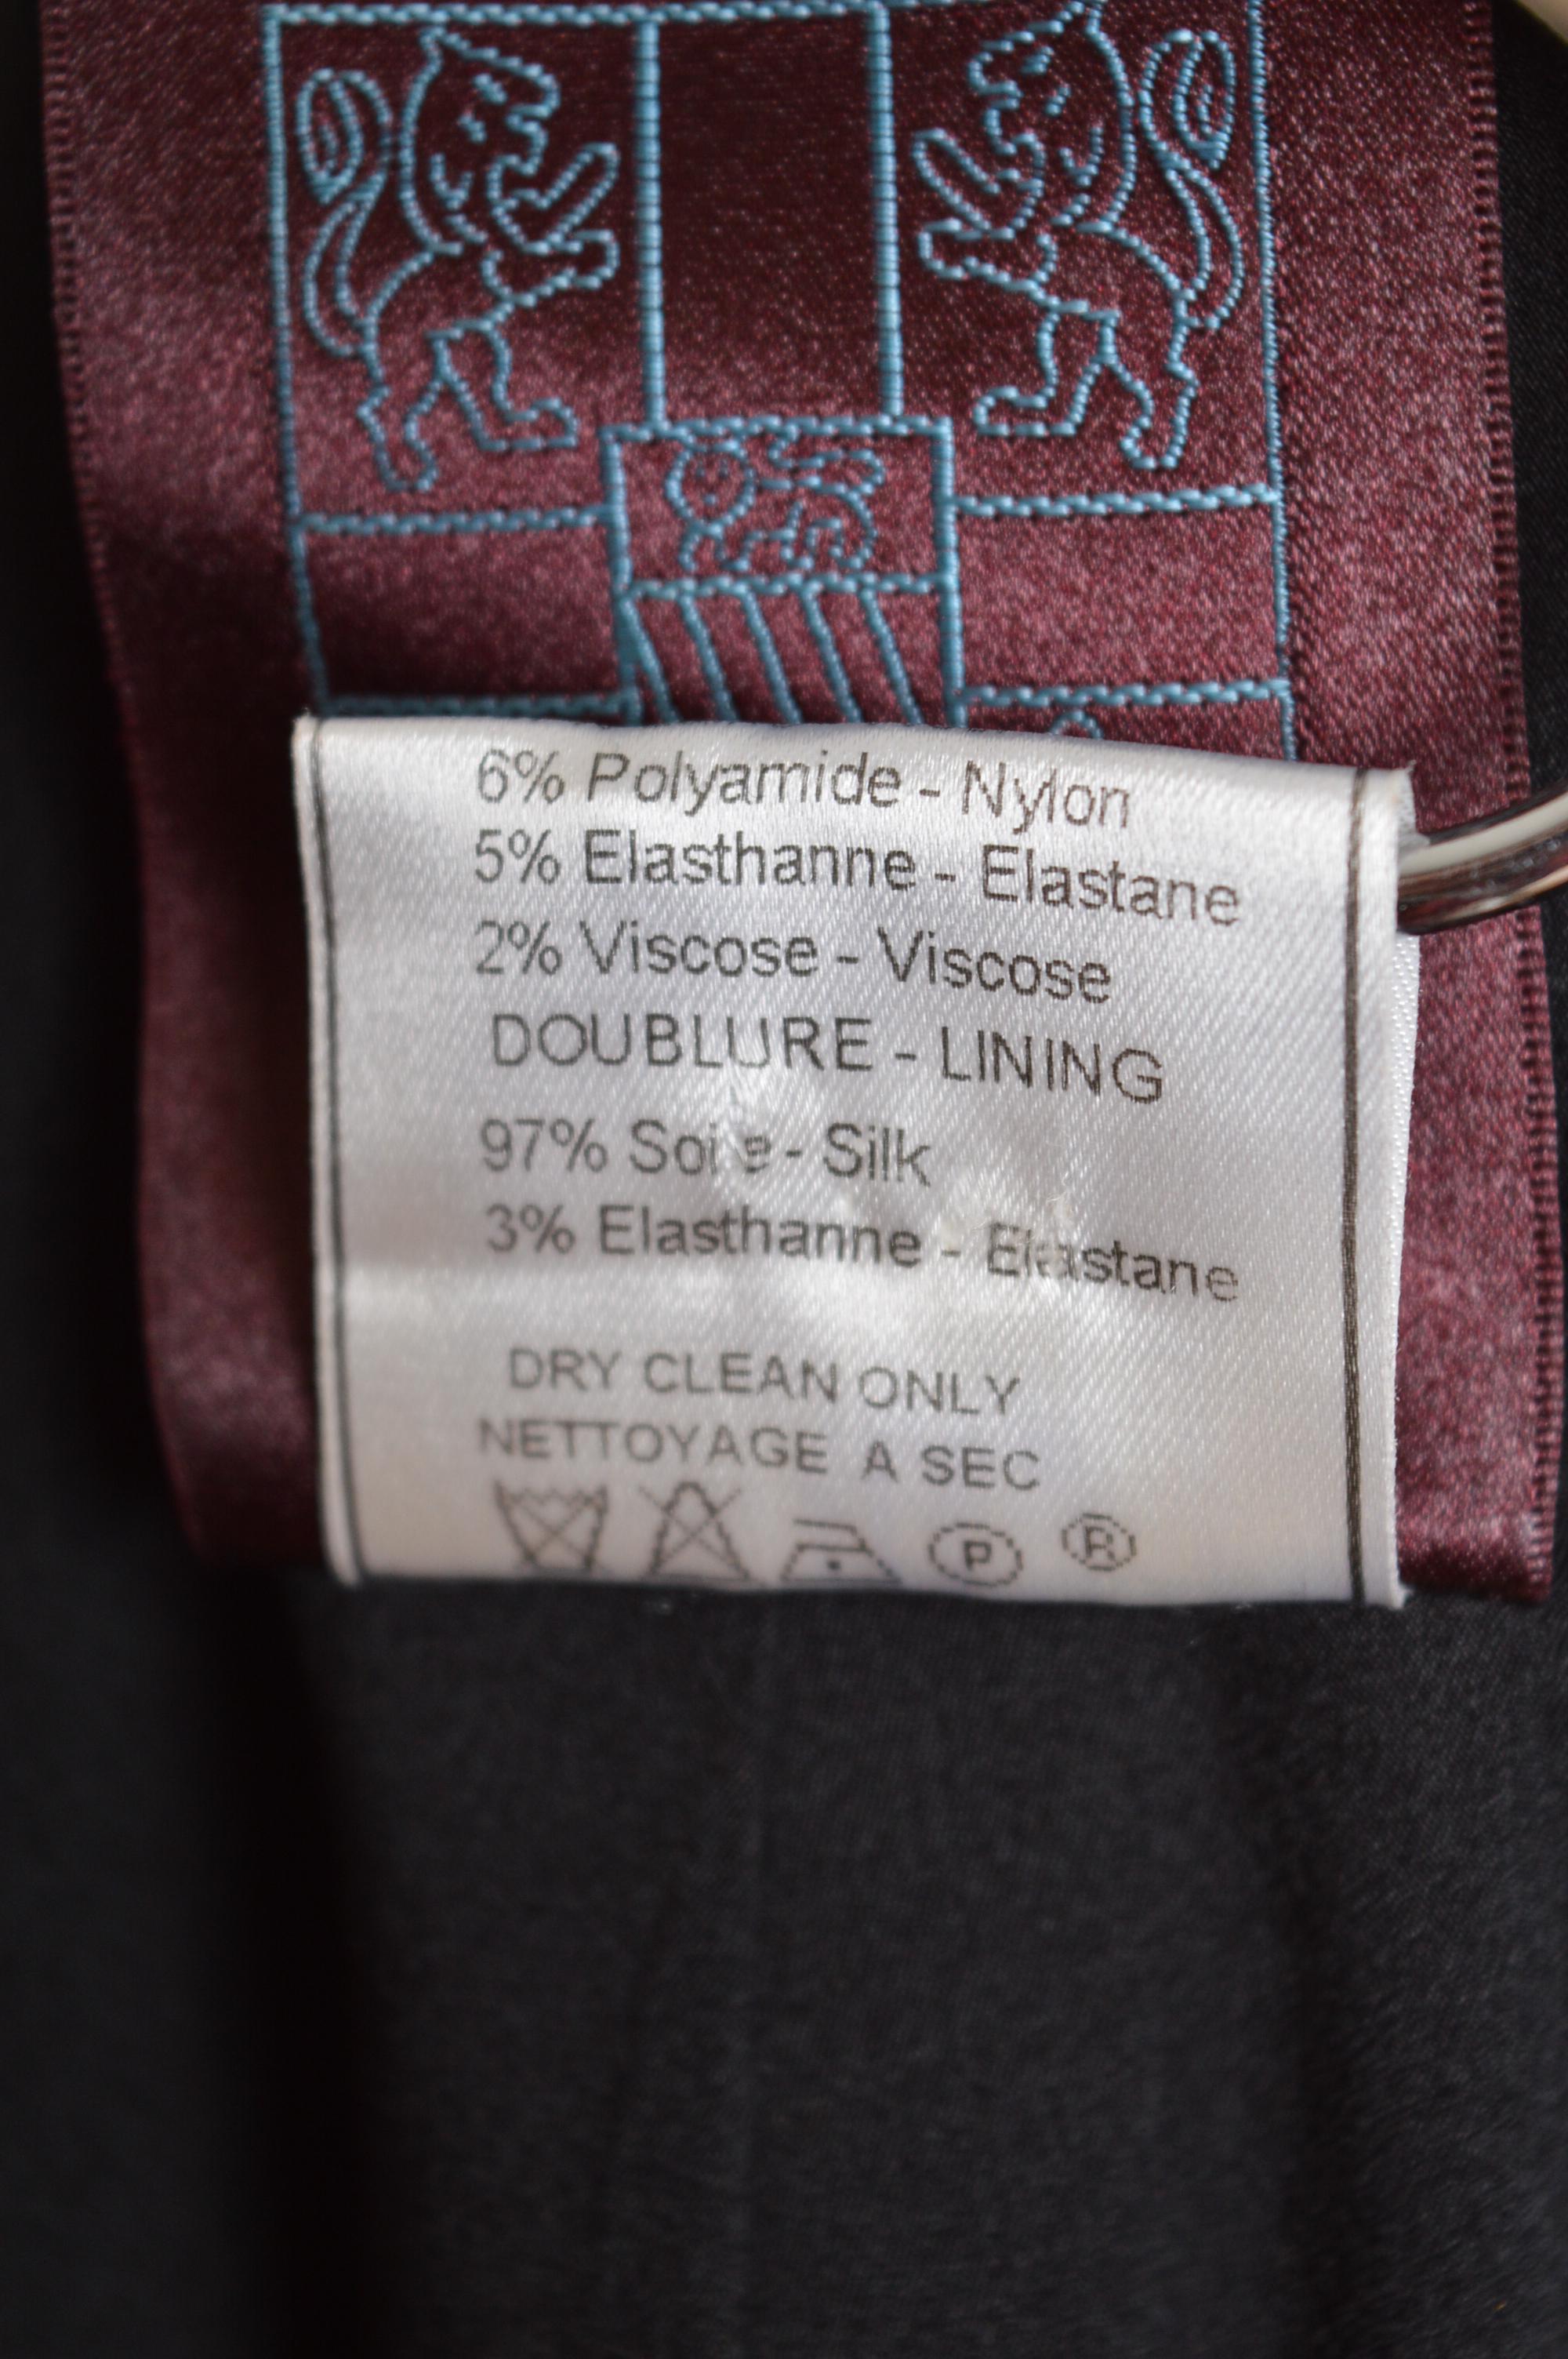 6% Polyamide - Nylon
5% Elasthanne - Elastane
2% Viscose - Viscose
DOUBLURE - LINING
97% Soie - Silk
3% Elasthanne - Elastane
DRY CLEAN ONLY
NETTOYAGE A SEC
P R